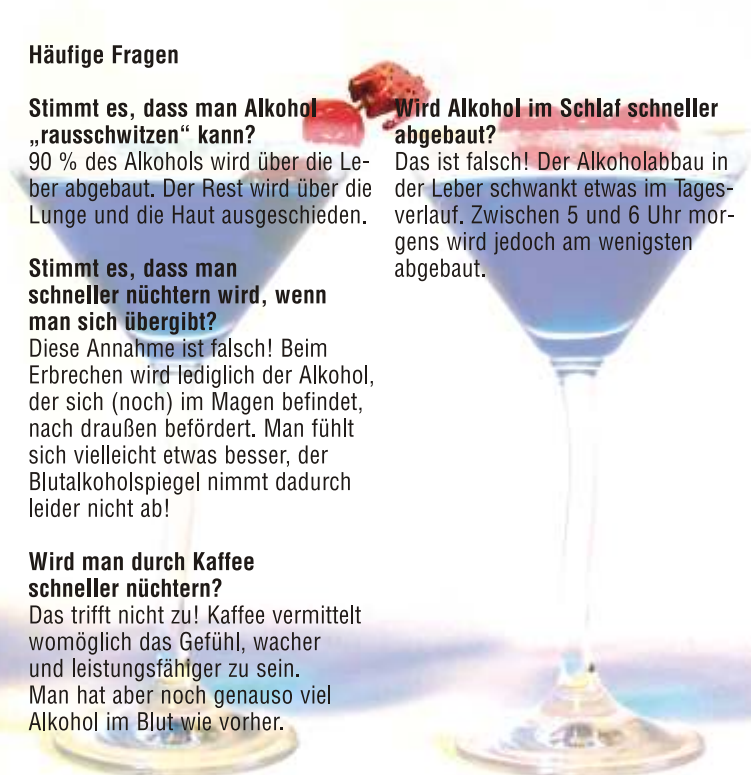 Häufige Fragen
Stimmt es, dass man Alkohol
„rausschwitzen“ kann?
90 % des Alkohols wird über die Le-
ber abgebaut. Der Rest wird über die
Lunge und die Haut ausgeschieden.
Stimmt es, dass man
schneller nüchtern wird, wenn
man sich übergibt?
Diese Annahme ist falsch! Beim
Erbrechen wird lediglich der Alkohol,
der sich (noch) im Magen befindet,
nach draußen befördert. Man fühlt
sich vielleicht etwas besser, der
Blutalkoholspiegel nimmt dadurch
leider nicht ab!
Wird man durch Kaffee
schneller nüchtern?
Das trifft nicht zu! Kaffee vermittelt
womöglich das Gefühl, wacher
und leistungsfähiger zu sein.
Man hat aber noch genauso viel
Alkohol im Blut wie vorher.
Wird Alkohol im Schlaf schneller
abgebaut?
Das ist falsch! Der Alkoholabbau in
der Leber schwankt etwas im Tages-
verlauf. Zwischen 5 und 6 Uhr mor-
gens wird jedoch am wenigsten
abgebaut.